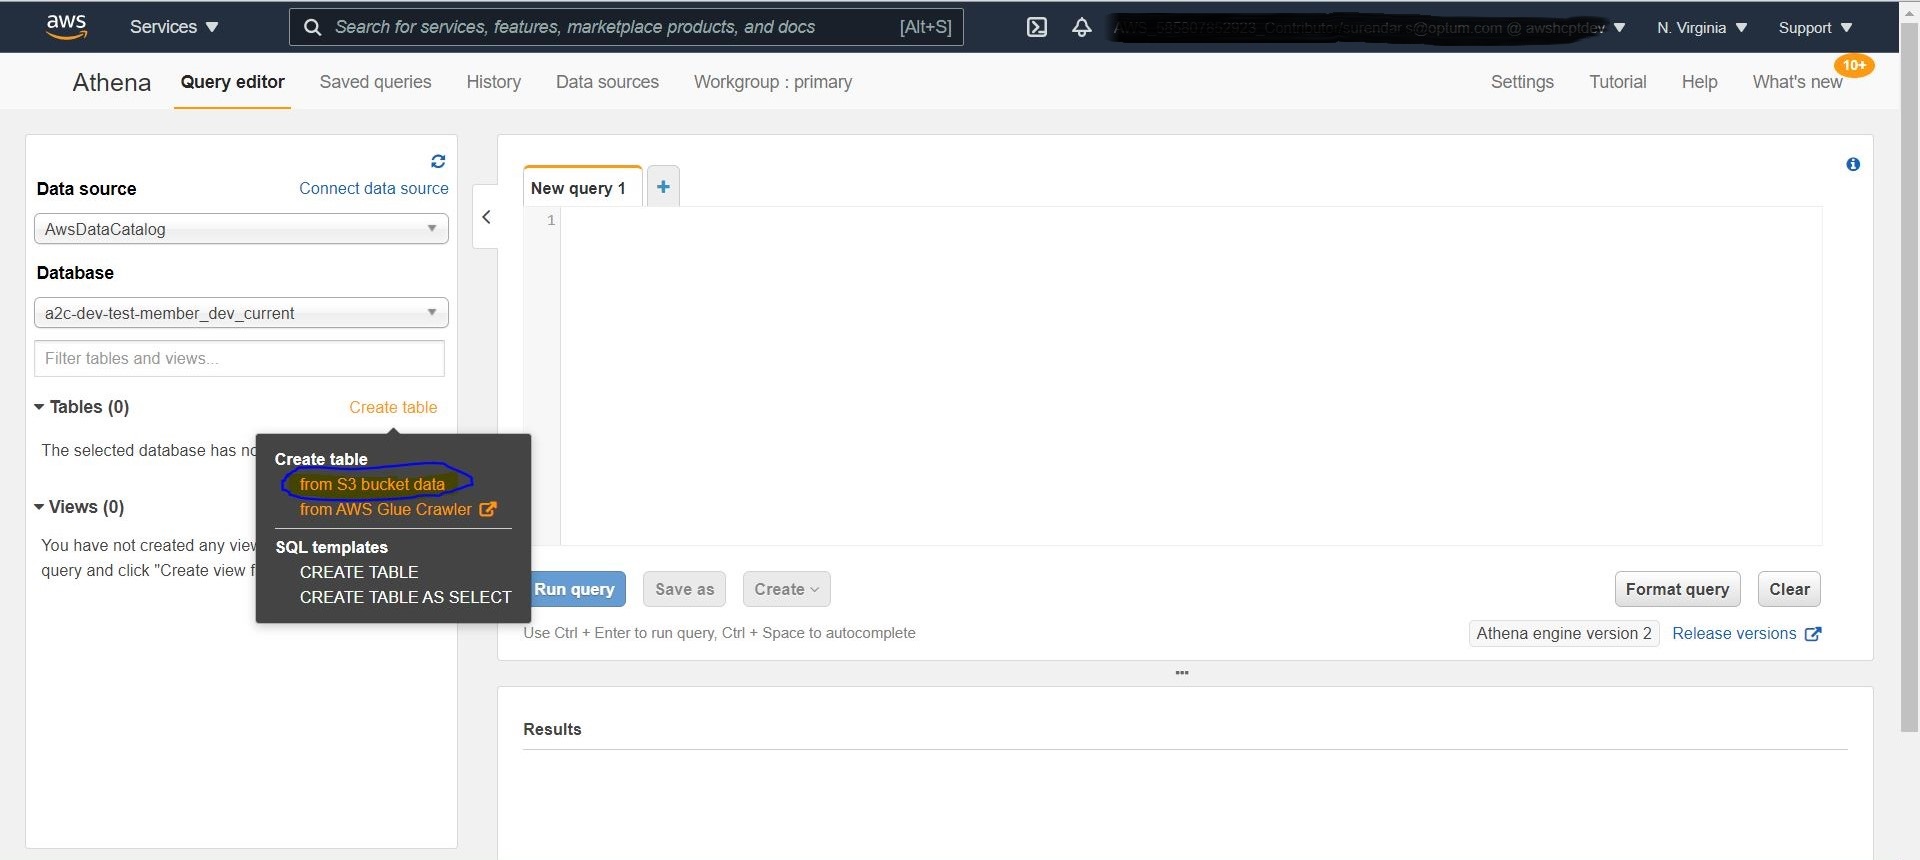 aws
Services
Search for services, features, marketplace products, and docs [Alt+S]
N. Virginia
Support
Athena
Query editor
Saved queries
History
Data sources
Workgroup : primary
Settings
Tutorial
Help
What's new
10+
Data source
Connect data source
AwsDataCatalog
Database
a2c-dev-test-member_dev_current
Filter tables and views...
Tables (0)
Create table
The selected database has
Create table
from S3 bucket data
from AWS Glue Crawler
SQL templates
CREATE TABLE
CREATE TABLE AS SELECT
Views (0)
You have not created any
query and click "Create view
New query 1
+
1
Run query
Save as
Create
Format query
Clear
Use Ctrl + Enter to run query, Ctrl + Space to autocomplete
Athena engine version 2
Release versions
Results